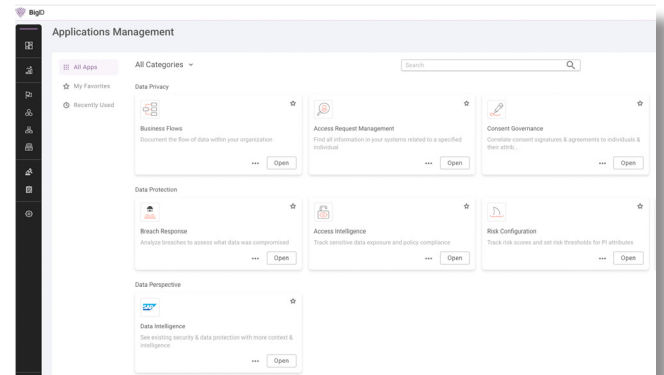 BigID
Applications Management
All Apps
My Favorites
Recently Used
All Categories
Search
Data Privacy
Business Flows
Document the flow of data within your organization
Open
Access Request Management
Find all information in your systems related to a specified
individual
Open
Consent Governance
Correlate consent signatures & agreements to individuals &
their attrib...
Open
Data Protection
Breach Response
Analyze breaches to assess what data was compromised
Open
Access Intelligence
Track sensitive data exposure and policy compliance
Open
Risk Configuration
Track risk scores and set risk thresholds for PI attributes
Open
Data Perspective
SAP
Data Intelligence
See existing security & data protection with more context &
intelligence
Open